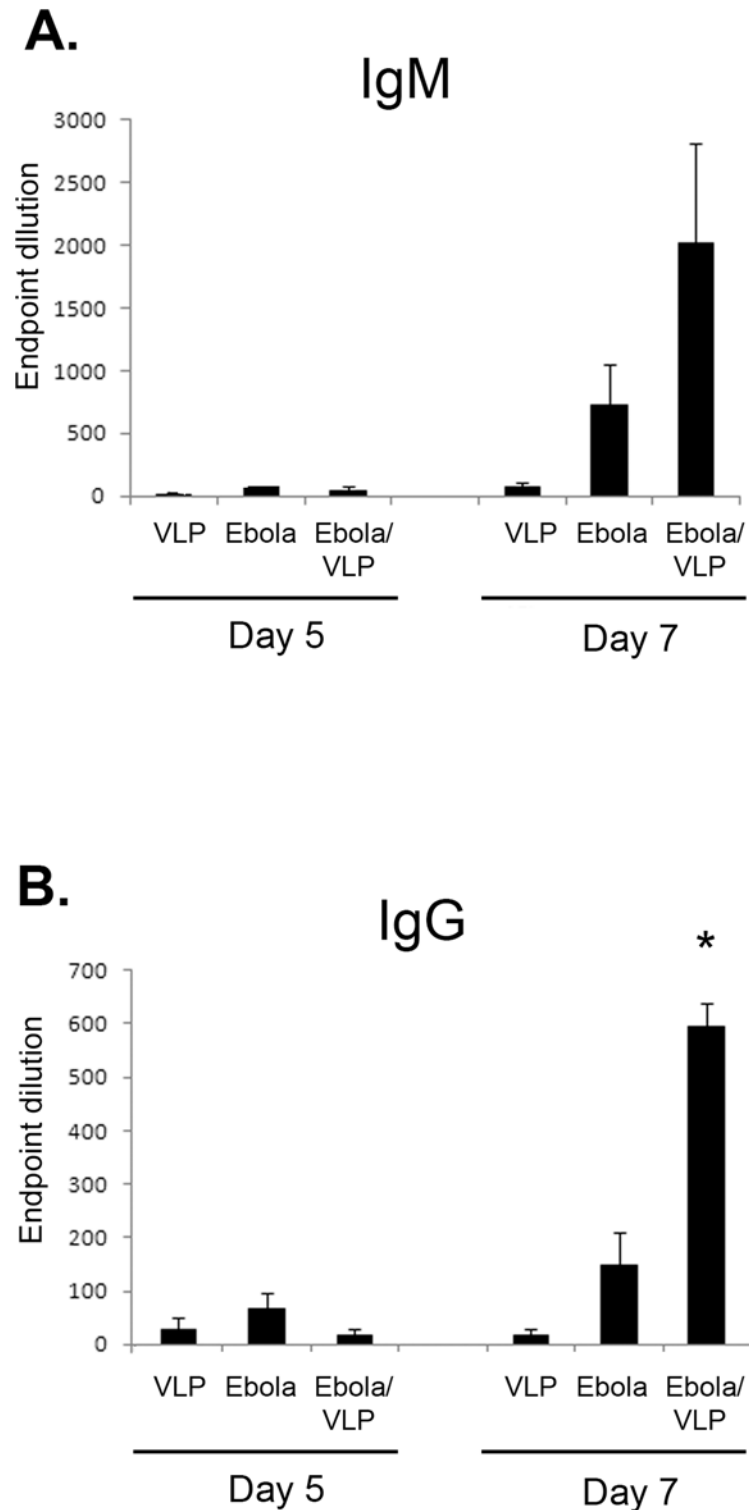 A.
IgM
3000
2500
2000
1500
1000
500
0
Endpoint dilution
VLP Ebola Ebola/ VLP Ebola Ebola/
VLP VLP
Day 5 Day 7
B.
IgG
*
700
600
500
400
300
200
100
0
Endpoint dilution
VLP Ebola Ebola/ VLP Ebola Ebola/
VLP VLP
Day 5 Day 7